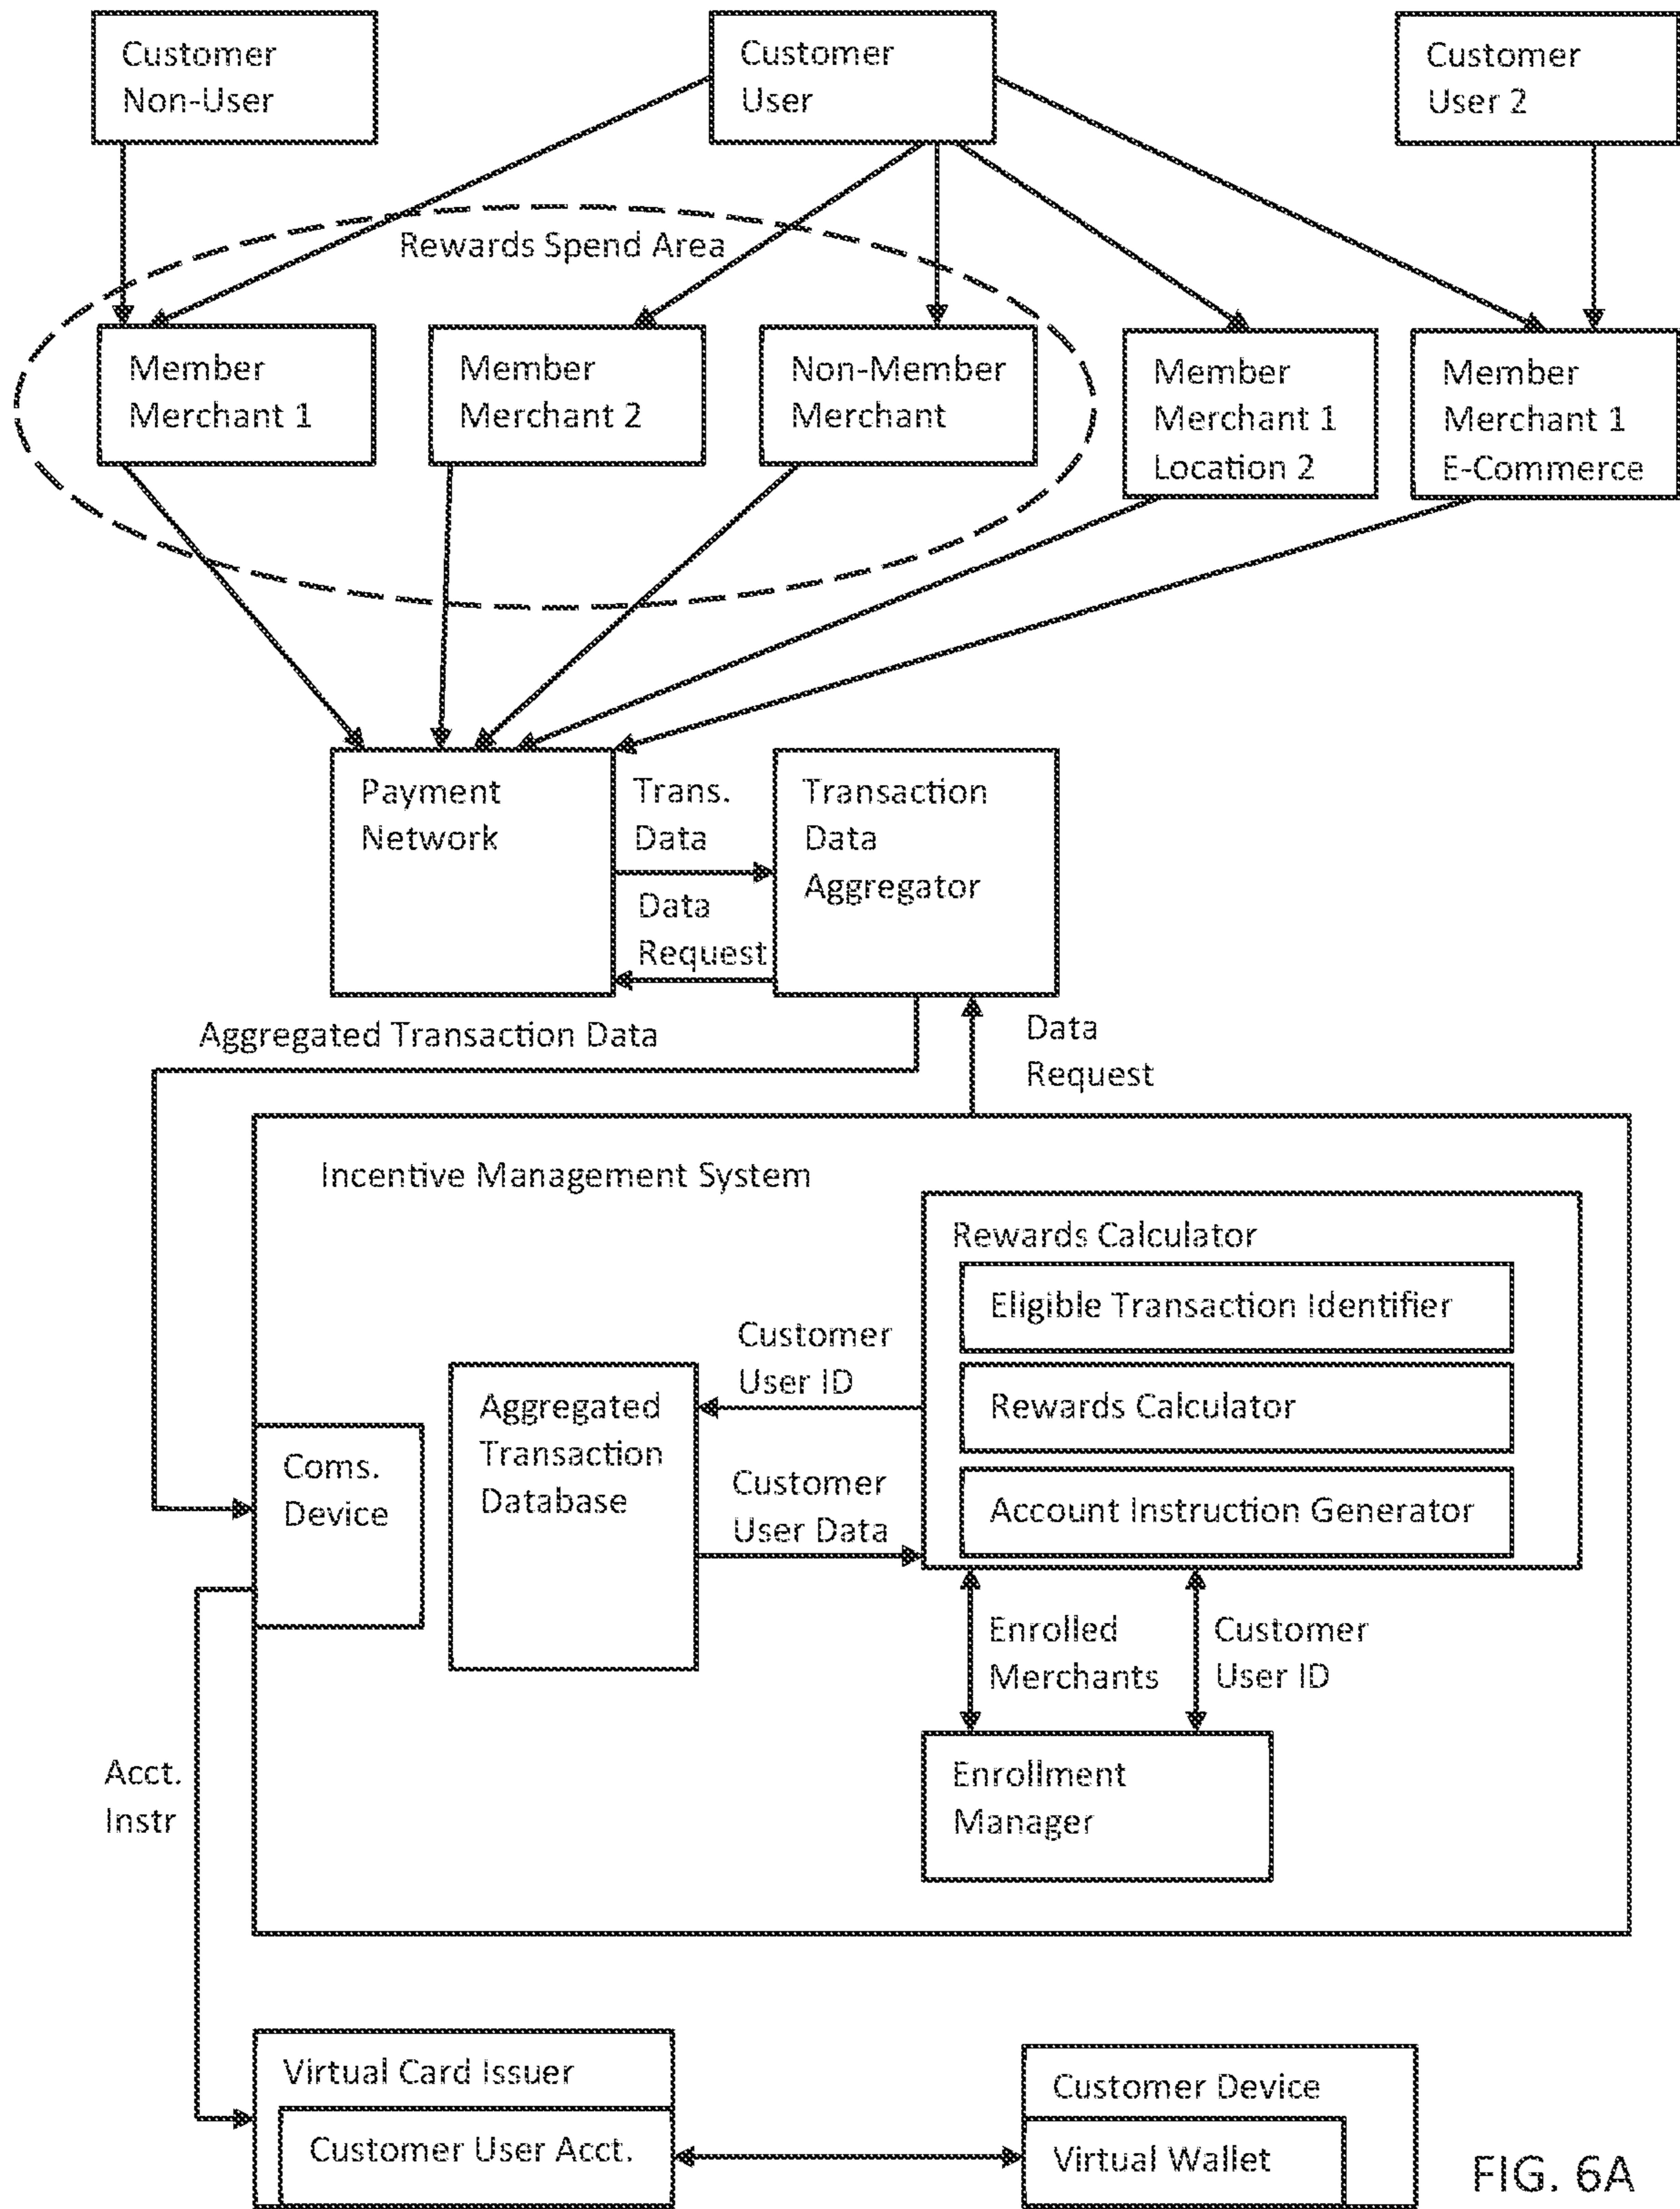 Customer
Non-User
Customer
User
Customer
User 2
Rewards Spend Area
Member
Merchant 1
Member
Merchant 2
Non-Member
Merchant
Member
Merchant 1
Location 2
Member
Merchant 1
E-Commerce
Payment
Network
Trans.
Data
Data
Request
Transaction
Data
Aggregator
Aggregated Transaction Data
Data
Request
Incentive Management System
Rewards Calculator
Eligible Transaction Identifier
Rewards Calculator
Account Instruction Generator
Customer
User ID
Aggregated
Transaction
Database
Customer
User Data
Coms.
Device
Enrolled
Merchants
Customer
User ID
Enrollment
Manager
Acct.
Instr
Virtual Card Issuer
Customer User Acct.
Customer Device
Virtual Wallet
FIG. 6A